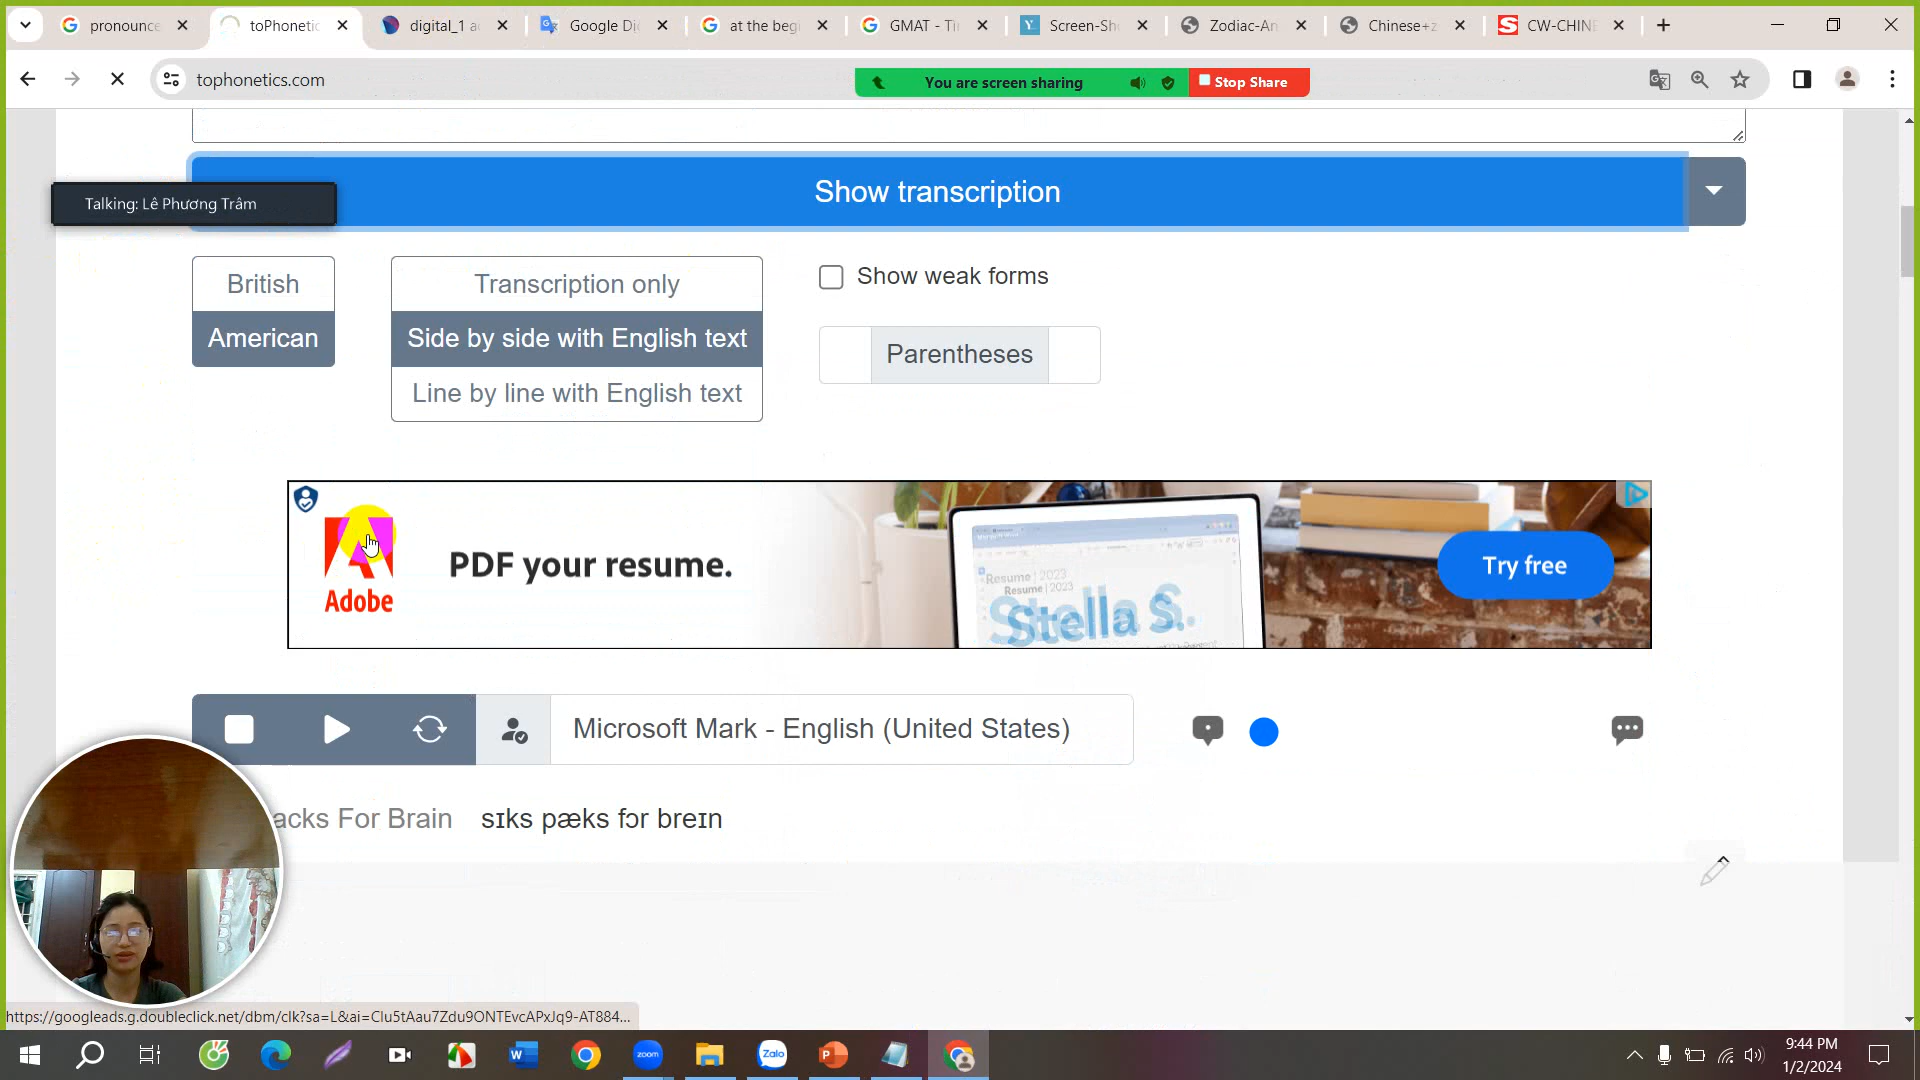 pronounce
toPhonetic
digital_1 a
Google Di
at the begi
GMAT - Ti
Screen-Sh
Zodiac-An
Chinese+z
CW-CHINE
tophonetics.com
You are screen sharing
Stop Share
Show transcription
Talking: Lê Phương Trâm
British
American
Transcription only
Side by side with English text
Line by line with English text
Show weak forms
Parentheses
Adobe
PDF your resume.
Resume | 2023
Resume | 2023
Stella S.
Try free
Microsoft Mark - English (United States)
acks For Brain sɪks pæks fɔr breɪn
https://googleads.g.doubleclick.net/dbm/clk?sa=L&ai=Clu5tAau7Zdu9ONTEvcAPxJq9-AT884...
zoom
Zalo
9:44 PM
1/2/2024